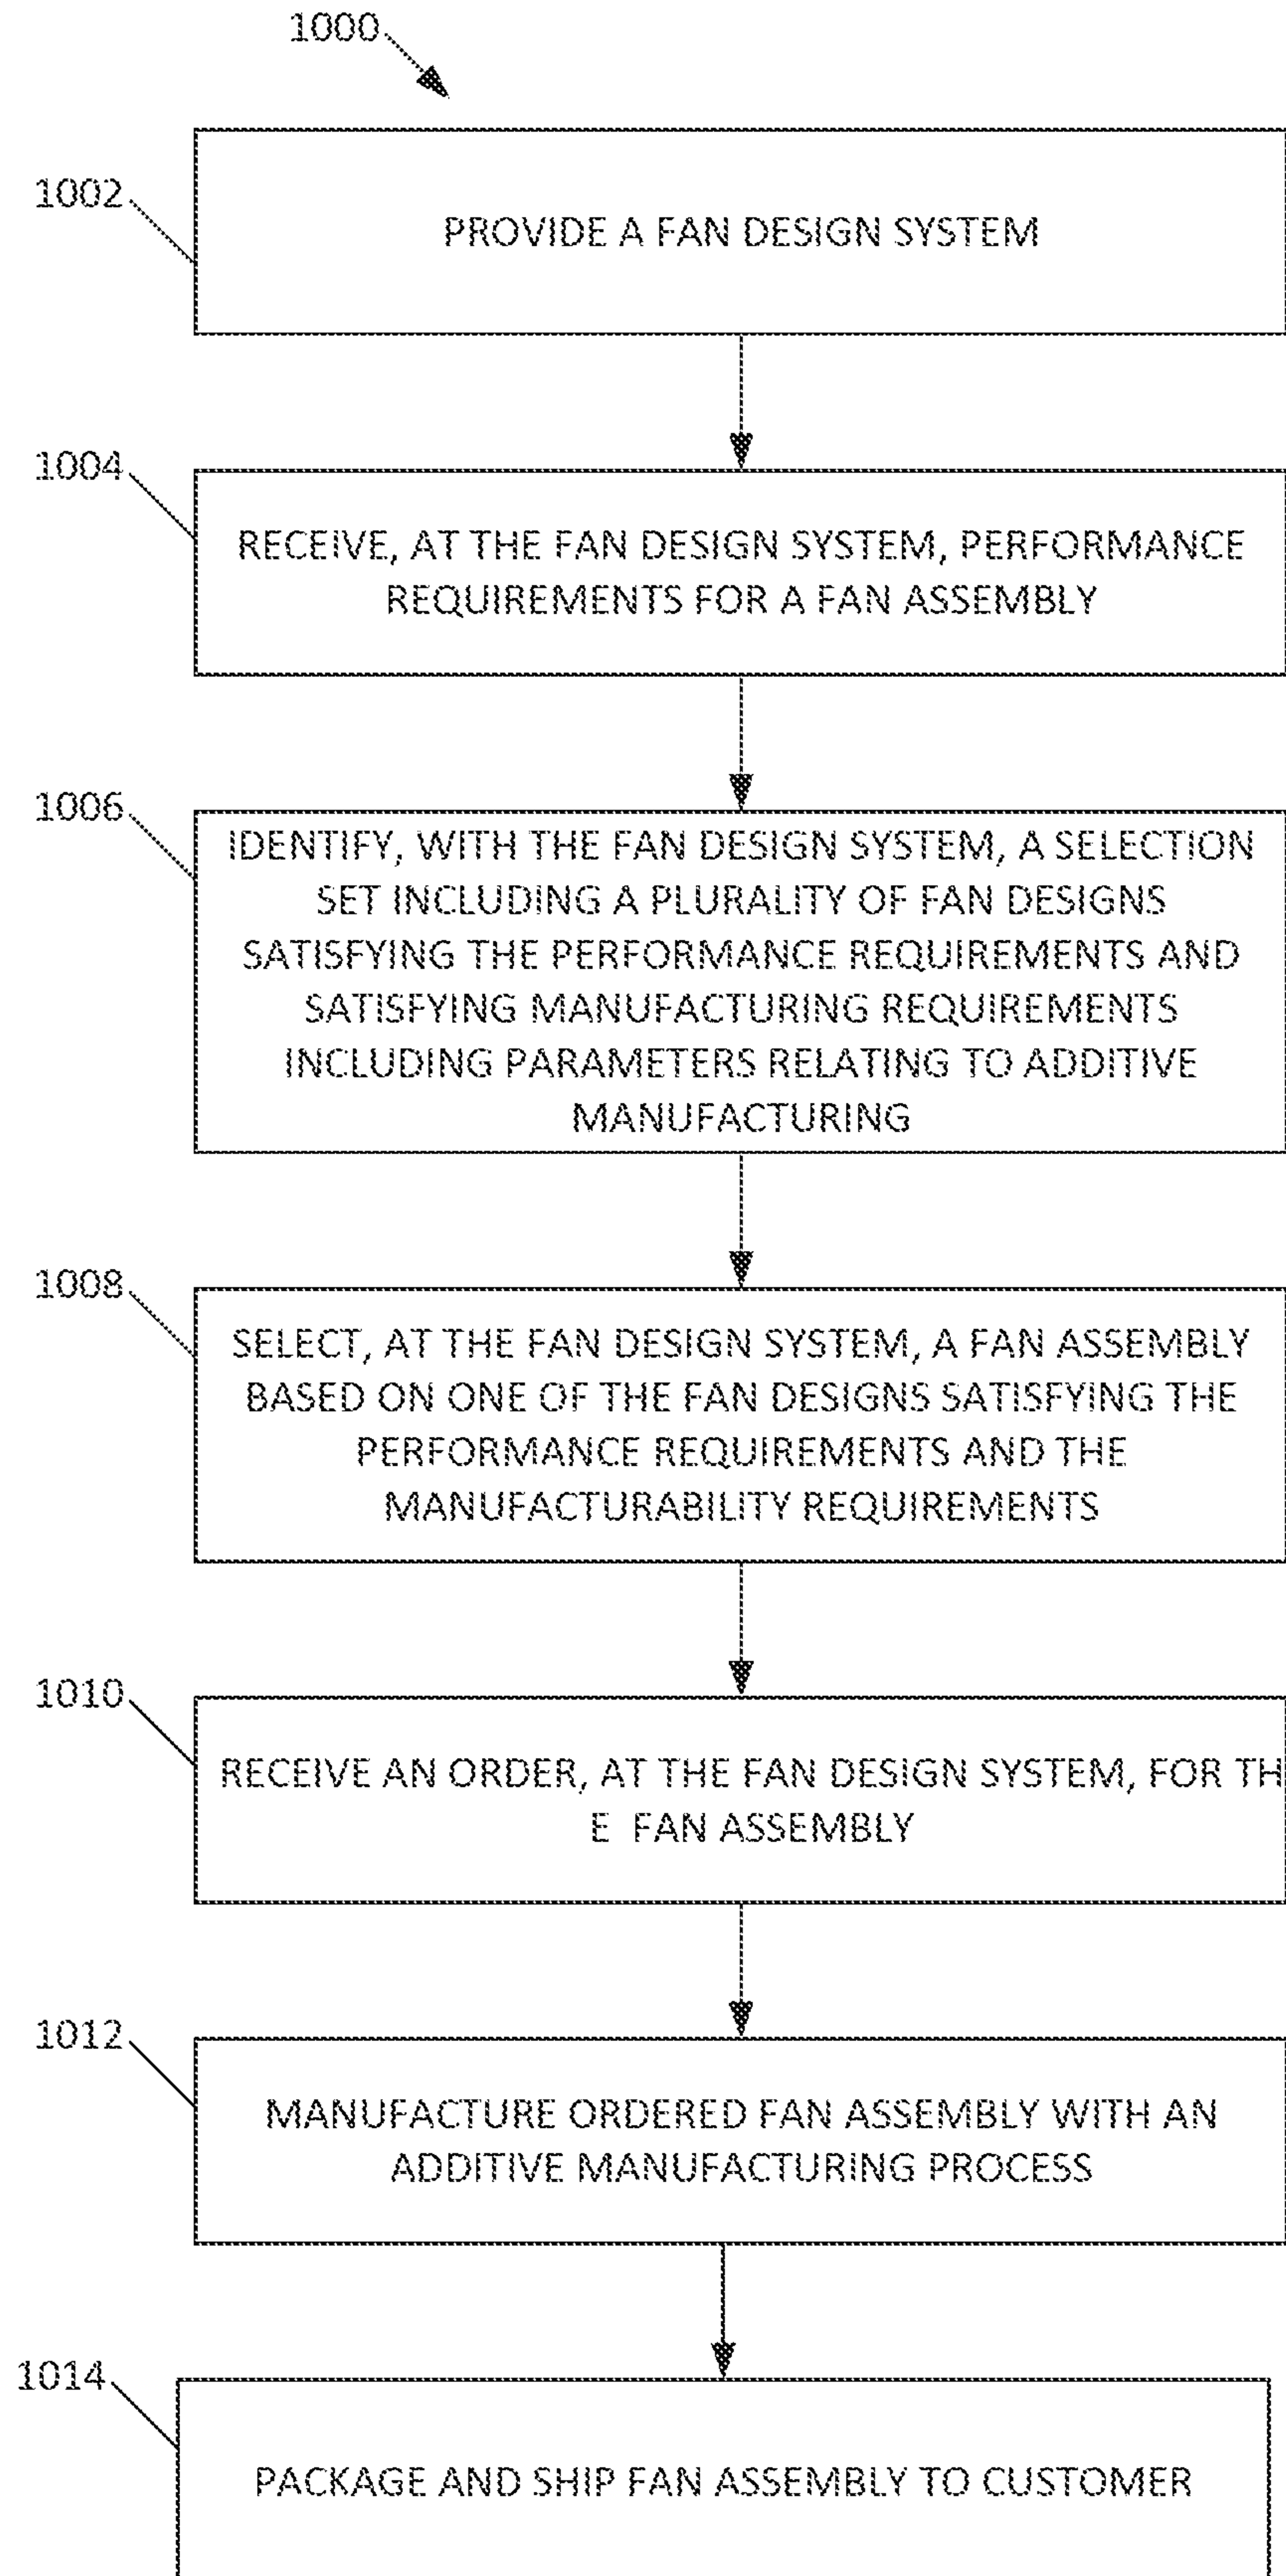 1000
1002
PROVIDE A FAN DESIGN SYSTEM
1004
RECEIVE, AT THE FAN DESIGN SYSTEM, PERFORMANCE
REQUIREMENTS FOR A FAN ASSEMBLY
1006
IDENTIFY, WITH THE FAN DESIGN SYSTEM, A SELECTION
SET INCLUDING A PLURALITY OF FAN DESIGNS
SATISFYING THE PERFORMANCE REQUIREMENTS AND
SATISFYING MANUFACTURING REQUIREMENTS
INCLUDING PARAMETERS RELATING TO ADDITIVE
MANUFACTURING
1008
SELECT, AT THE FAN DESIGN SYSTEM, A FAN ASSEMBLY
BASED ON ONE OF THE FAN DESIGNS SATISFYING THE
PERFORMANCE REQUIREMENTS AND THE
MANUFACTURABILITY REQUIREMENTS
1010
RECEIVE AN ORDER, AT THE FAN DESIGN SYSTEM, FOR TH
E FAN ASSEMBLY
1012
MANUFACTURE ORDERED FAN ASSEMBLY WITH AN
ADDITIVE MANUFACTURING PROCESS
1014
PACKAGE AND SHIP FAN ASSEMBLY TO CUSTOMER